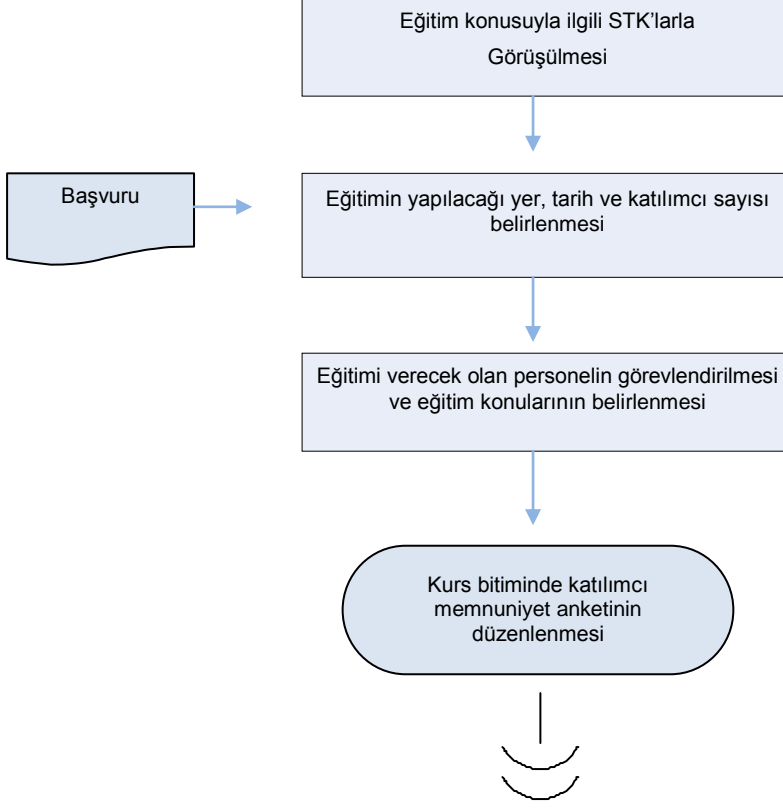 Eğitim konusuyla ilgili STK'larla
Görüşülmesi
Başvuru
Eğitimin yapılacağı yer, tarih ve katılımcı sayısı
belirlenmesi
Eğitimi verecek olan personelin görevlendirilmesi
ve eğitim konularının belirlenmesi
Kurs bitiminde katılımcı
memnuniyet anketinin
düzenlenmesi